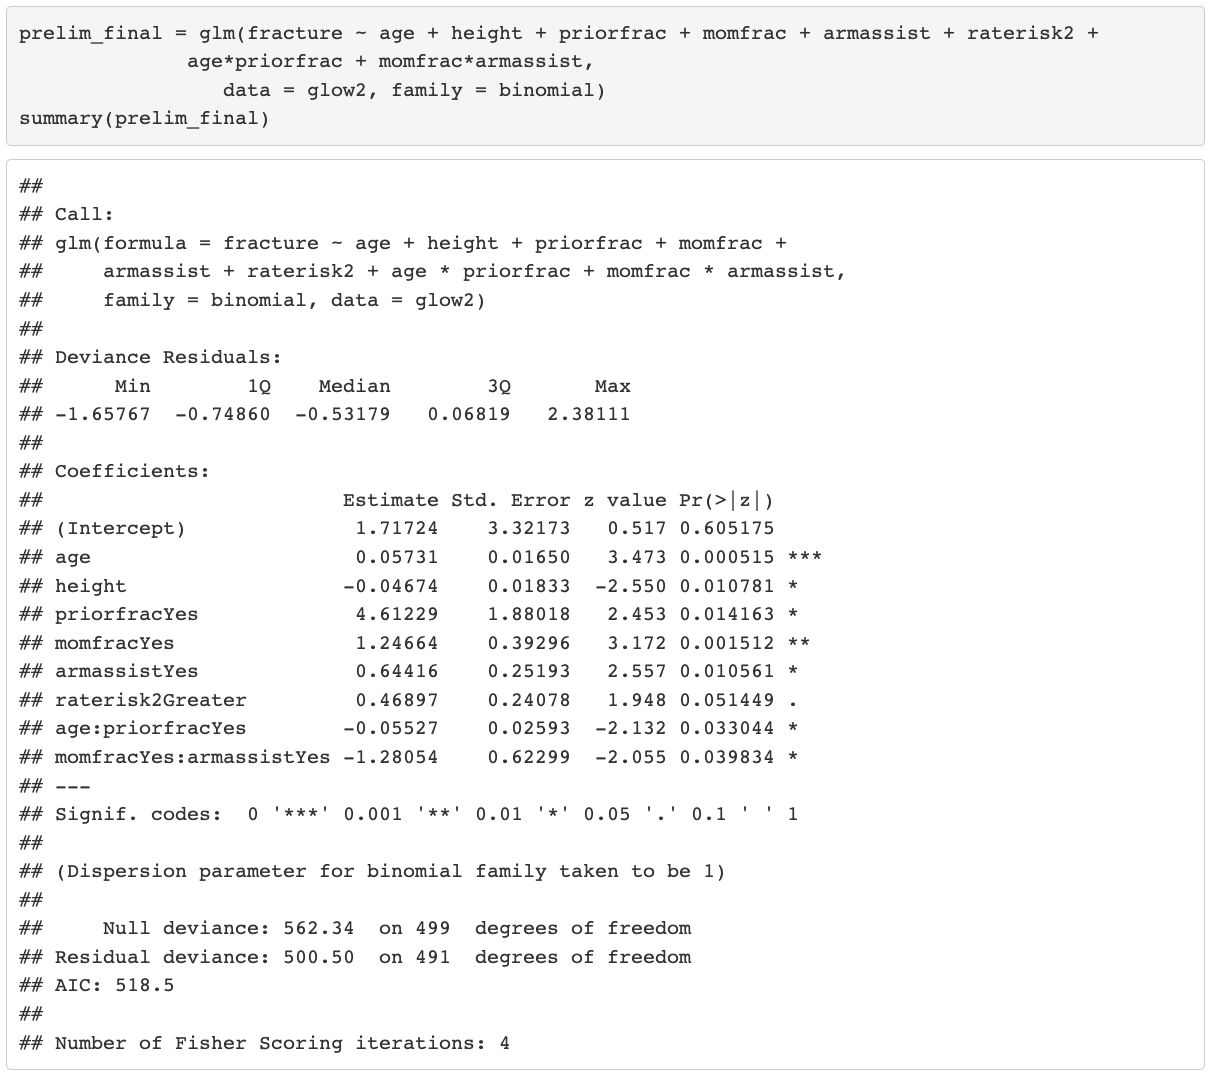 prelim_final = glm(fracture ~ age + height + priorfrac + momfrac + armassist + raterisk2 +
              age*priorfrac + momfrac*armassist,
                 data = glow2, family = binomial)
summary(prelim_final)
##
## Call:
## glm(formula = fracture ~ age + height + priorfrac + momfrac +
##     armassist + raterisk2 + age * priorfrac + momfrac * armassist,
##     family = binomial, data = glow2)
##
## Deviance Residuals:
##      Min        1Q    Median        3Q       Max
## -1.65767  -0.74860  -0.53179   0.06819   2.38111
##
## Coefficients:
##                         Estimate Std. Error z value Pr(>|z|)
## (Intercept)              1.71724    3.32173   0.517 0.605175
## age                      0.05731    0.01650   3.473 0.000515 ***
## height                  -0.04674    0.01833  -2.550 0.010781 *
## priorfracYes             4.61229    1.88018   2.453 0.014163 *
## momfracYes               1.24664    0.39296   3.172 0.001512 **
## armassistYes             0.64416    0.25193   2.557 0.010561 *
## raterisk2Greater         0.46897    0.24078   1.948 0.051449 .
## age:priorfracYes        -0.05527    0.02593  -2.132 0.033044 *
## momfracYes:armassistYes -1.28054    0.62299  -2.055 0.039834 *
## ---
## Signif. codes:  0 '***' 0.001 '**' 0.01 '*' 0.05 '.' 0.1 ' ' 1
##
## (Dispersion parameter for binomial family taken to be 1)
##
##     Null deviance: 562.34  on 499  degrees of freedom
## Residual deviance: 500.50  on 491  degrees of freedom
## AIC: 518.5
##
## Number of Fisher Scoring iterations: 4